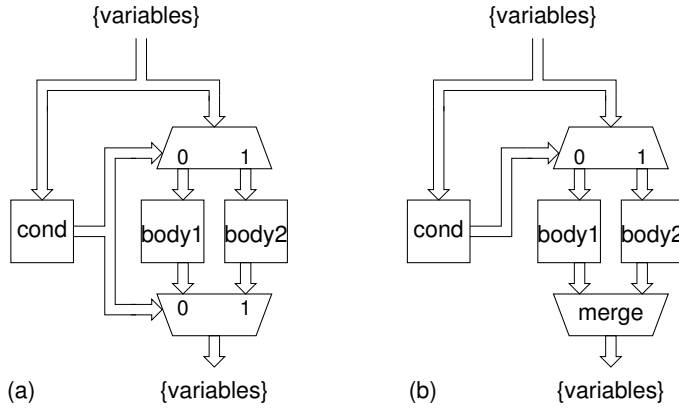 {variables} {variables}
0 1 0 1
cond body1 body2 cond body1 body2
0 1 merge
(a) {variables} (b) {variables}